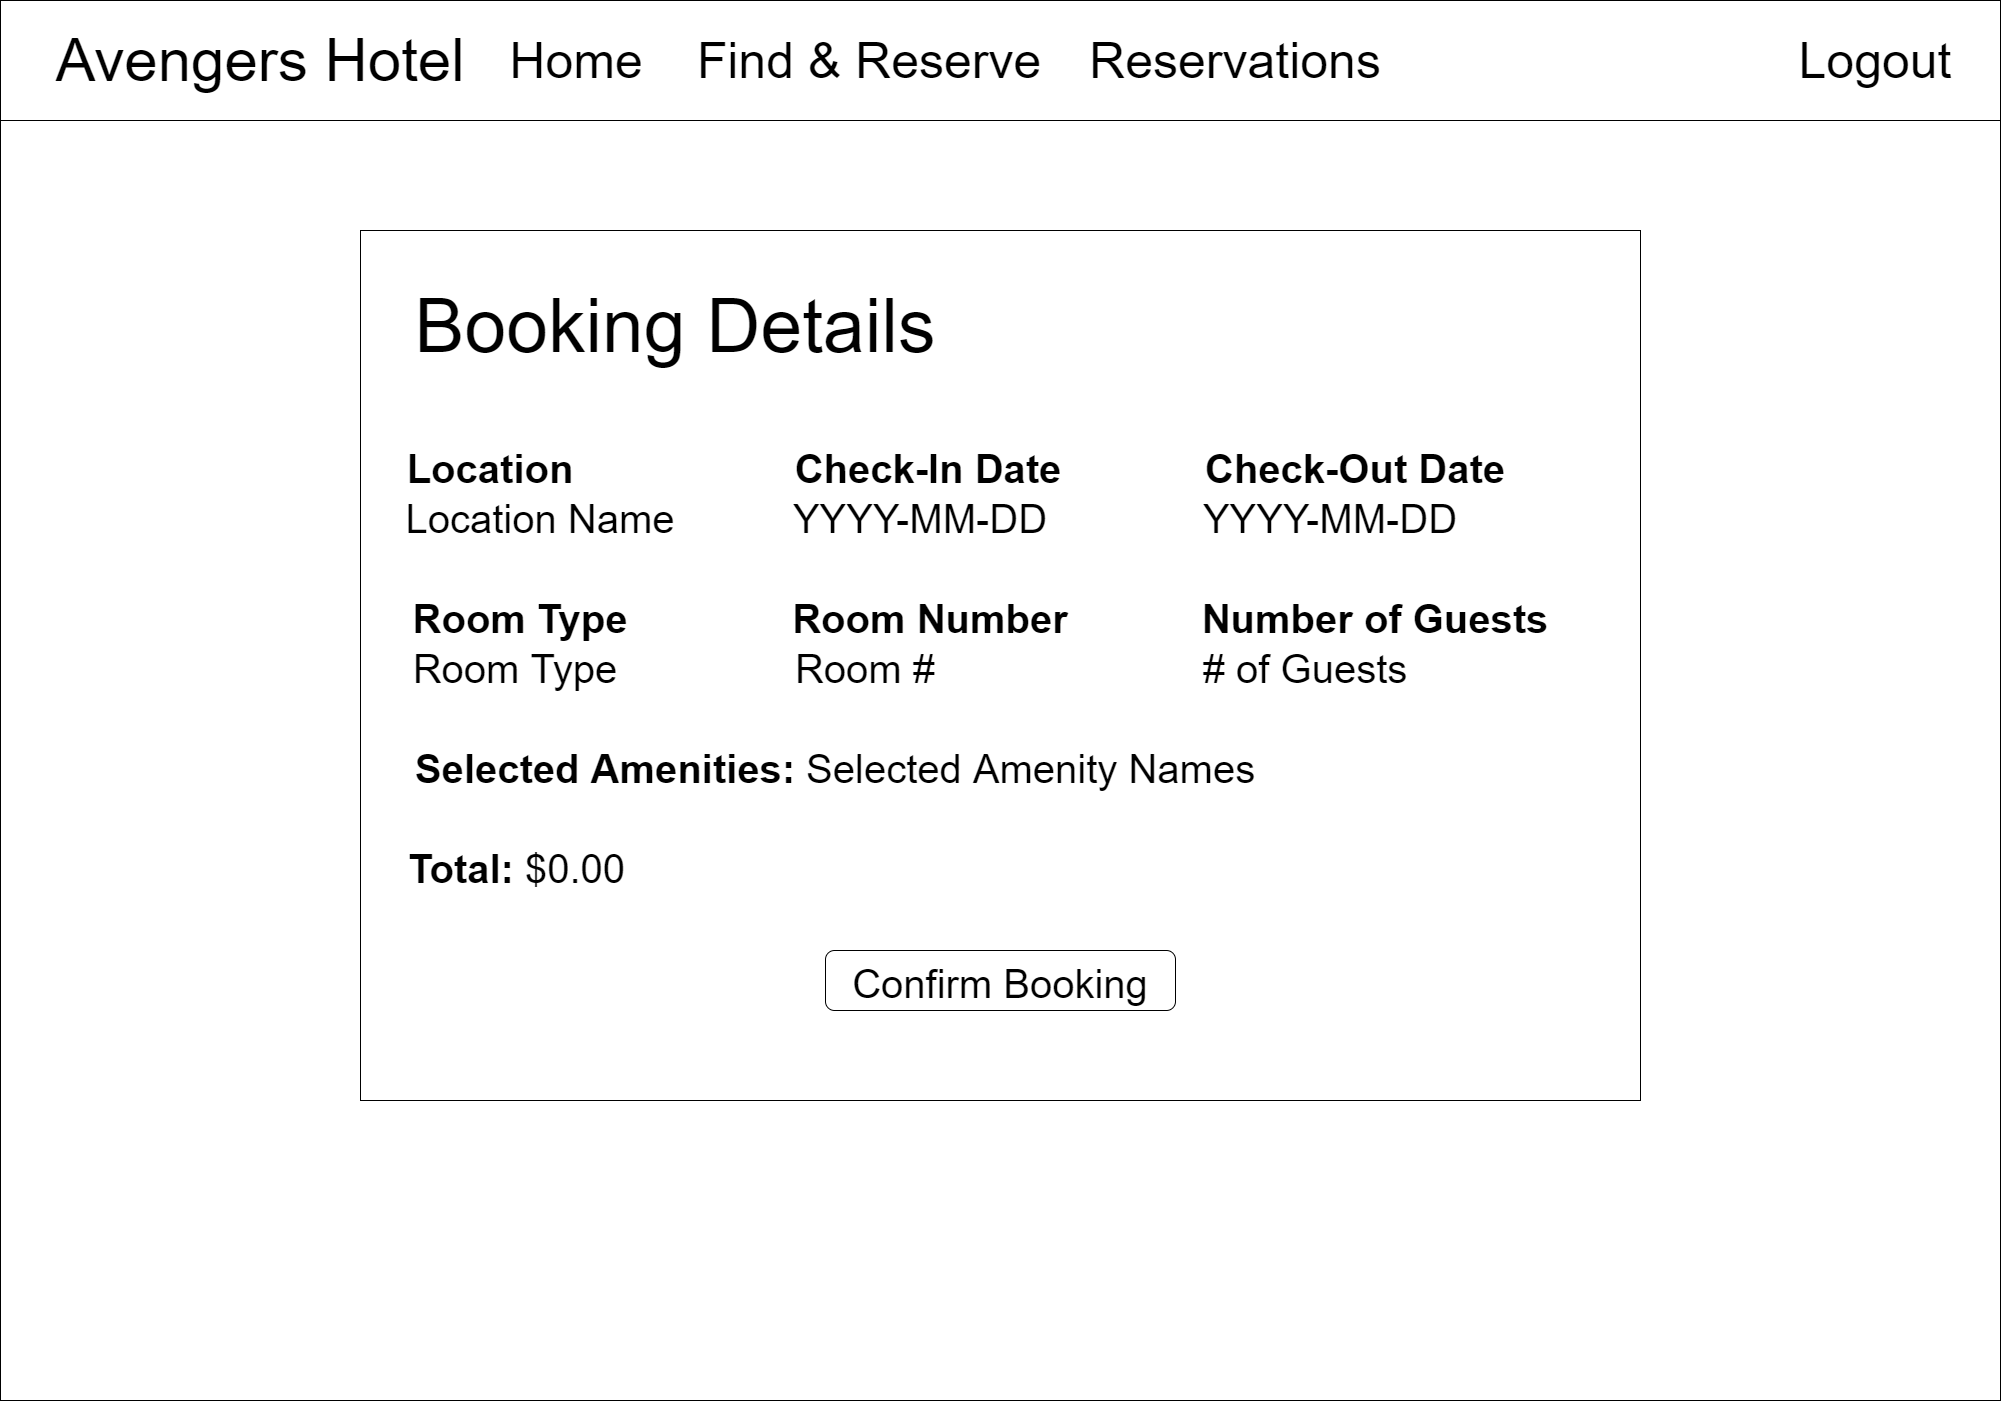 Avengers Hotel Home Find & Reserve Reservations Logout
Booking Details
Location Check-In Date Check-Out Date
Location Name YYYY-MM-DD YYYY-MM-DD
Room Type Room Number Number of Guests
Room Type Room # # of Guests
Selected Amenities: Selected Amenity Names
Total: $0.00
Confirm Booking